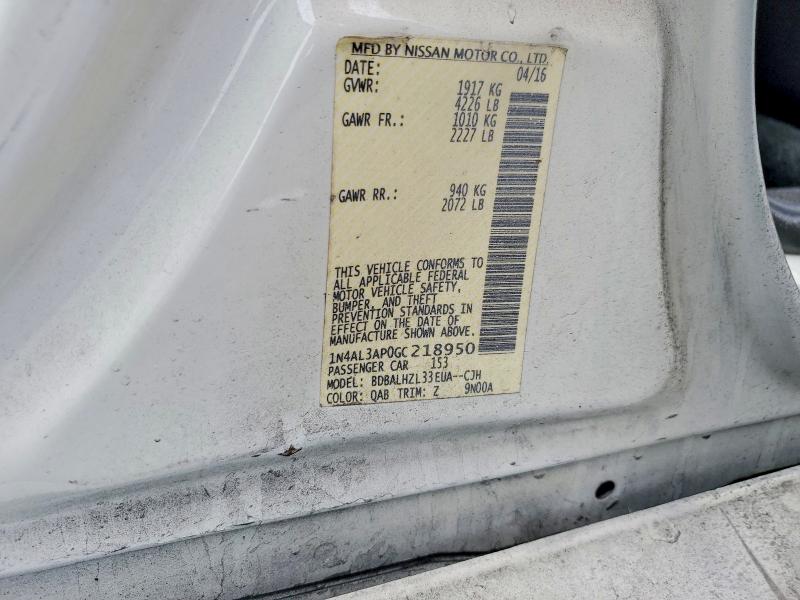 MFD BY NISSAN MOTOR CO., LTD.
DATE: 04/16
GVWR: 1917 KG
4226 LB
GAWR FR.: 1010 KG
2227 LB
GAWR RR.: 940 KG
2072 LB
THIS VEHICLE CONFORMS TO
ALL APPLICABLE FEDERAL
MOTOR VEHICLE SAFETY,
BUMPER, AND THEFT
PREVENTION STANDARDS IN
EFFECT ON THE DATE OF
MANUFACTURE SHOWN ABOVE.
1N4AL3AP0GC218950
PASSENGER CAR 153
MODEL: BDBALHZL33EUA--CJH
COLOR: QAB TRIM: Z 9N00A